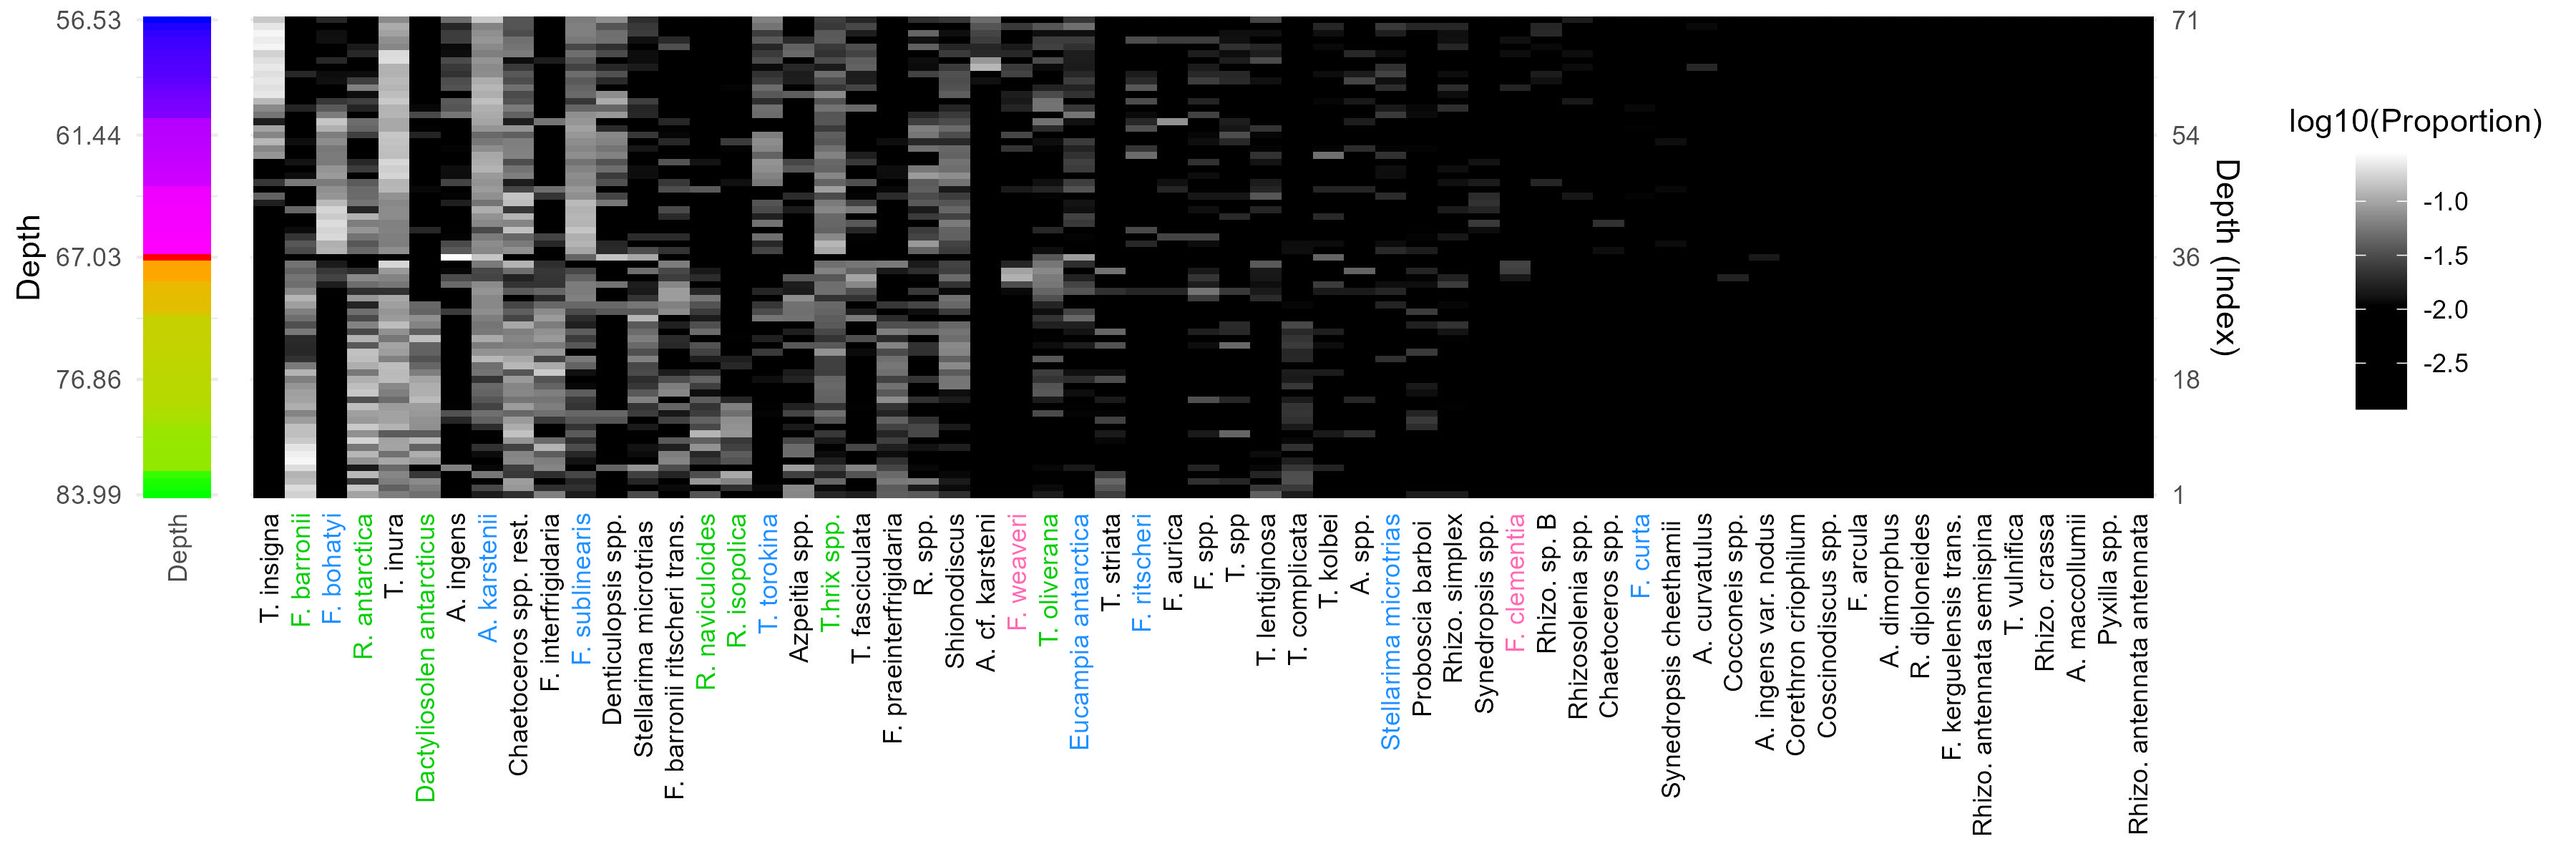 56.53
61.44
67.03
76.86
83.99
Depth
Depth
71
54
36
18
1
Depth (Index)
log10(Proportion)
-1.0
-1.5
-2.0
-2.5
T. insigna
F. barronii
F. bohatyi
R. antarctica
T. inura
Dactyliosolen antarcticus
A. ingens
A. karstenii
Chaetoceros spp. rest.
F. interfrigidaria
F. sublinearis
Denticulopsis spp.
Stellarima microtrias
F. barronii ritscheri trans.
R. naviculoides
R. isopolica
T. torokina
Azpeitia spp.
T.hrix spp.
T. fasciculata
F. praeinterfrigidaria
R. spp.
Shionodiscus
A. cf. karstenii
F. weaveri
T. oliverana
Eucampia antarctica
T. striata
F. ritscheri
F. aurica
F. spp.
T. spp
T. lentiginosa
T. complicata
T. kolbei
A. spp.
Stellarima microtrias
Proboscia barboi
Rhizo. simplex
Synedropsis spp.
F. clementia
Rhizo. sp. B
Rhizosolenia spp.
Chaetoceros spp.
F. curta
Synedropsis cheethamii
A. curvatulus
Cocconeis spp.
A. ingens var. nodus
Corethron criophilum
Coscinodiscus spp.
F. arcula
A. dimorphus
R. diploneides
F. kerguelensis trans.
Rhizo. antennata semispina
T. vulnifica
Rhizo. crassa
A. maccollumii
Pyxilla spp.
Rhizo. antennata antennata